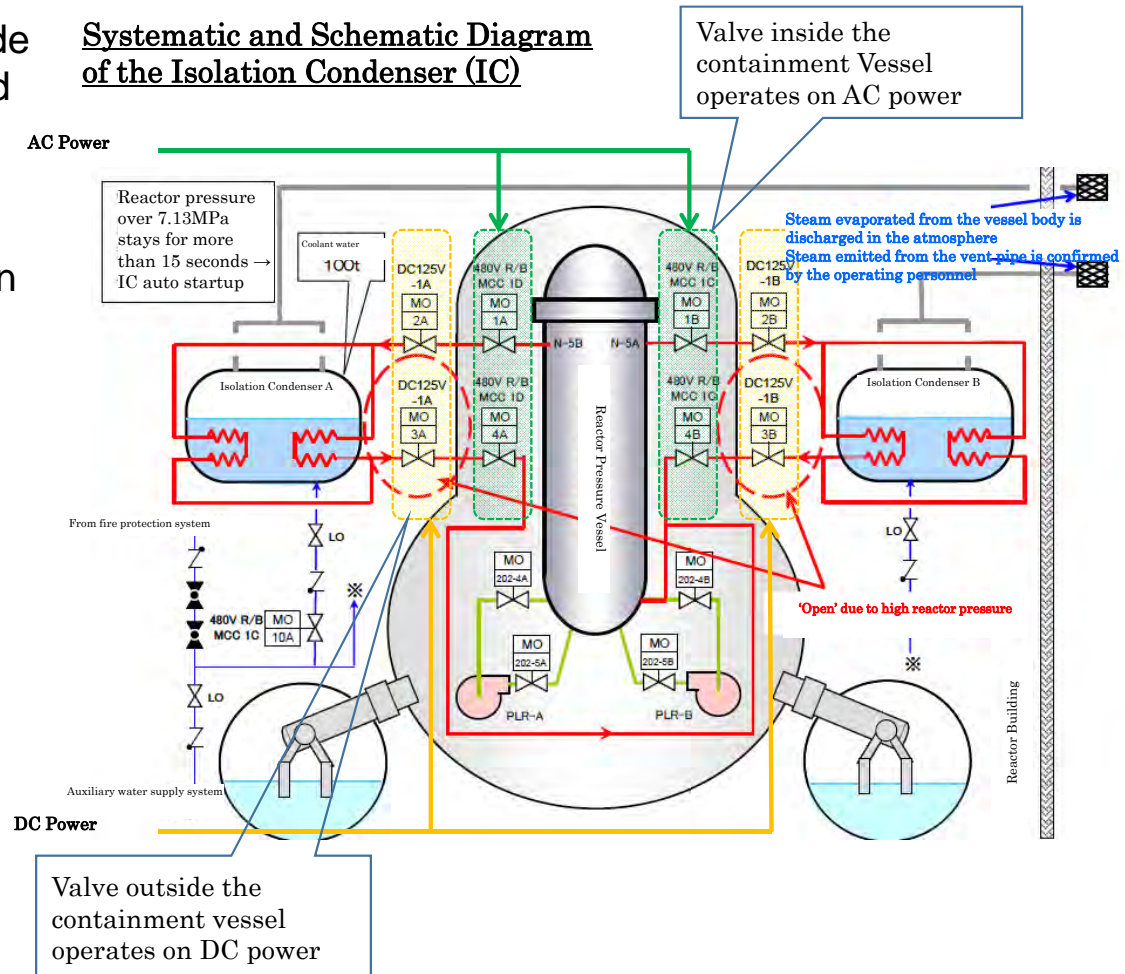 de
d
n
Systematic and Schematic Diagram
of the Isolation Condenser (IC)
Valve inside the
containment Vessel
operates on AC power
AC Power
Reactor pressure
over 7.13MPa
stays for more
than 15 seconds →
IC auto startup
Coolant water
100t
Steam evaporated from the vessel body is
discharged in the atmosphere
Steam emitted from the vent pipe is confirmed
by the operating personnel
DC125V
-1A
MO
2A
480V R/B
MCC 1D
MO
1A
480V R/B
MCC 1C
MO
1B
DC125V
-1B
MO
2B
N-5B
N-5A
Isolation Condenser A
DC125V
-1A
MO
3A
480V R/B
MCC 1D
MO
4A
Reactor Pressure Vessel
480V R/B
MCC 1C
MO
4B
DC125V
-1B
MO
3B
Isolation Condenser B
From fire protection system
LO
LO
※
480V R/B
MCC 1C
MO
10A
MO
202-4A
MO
202-4B
'Open' due to high reactor pressure
MO
202-5A
MO
202-5B
※
LO
PLR-A
PLR-B
Reactor Building
Auxiliary water supply system
DC Power
Valve outside the
containment vessel
operates on DC power